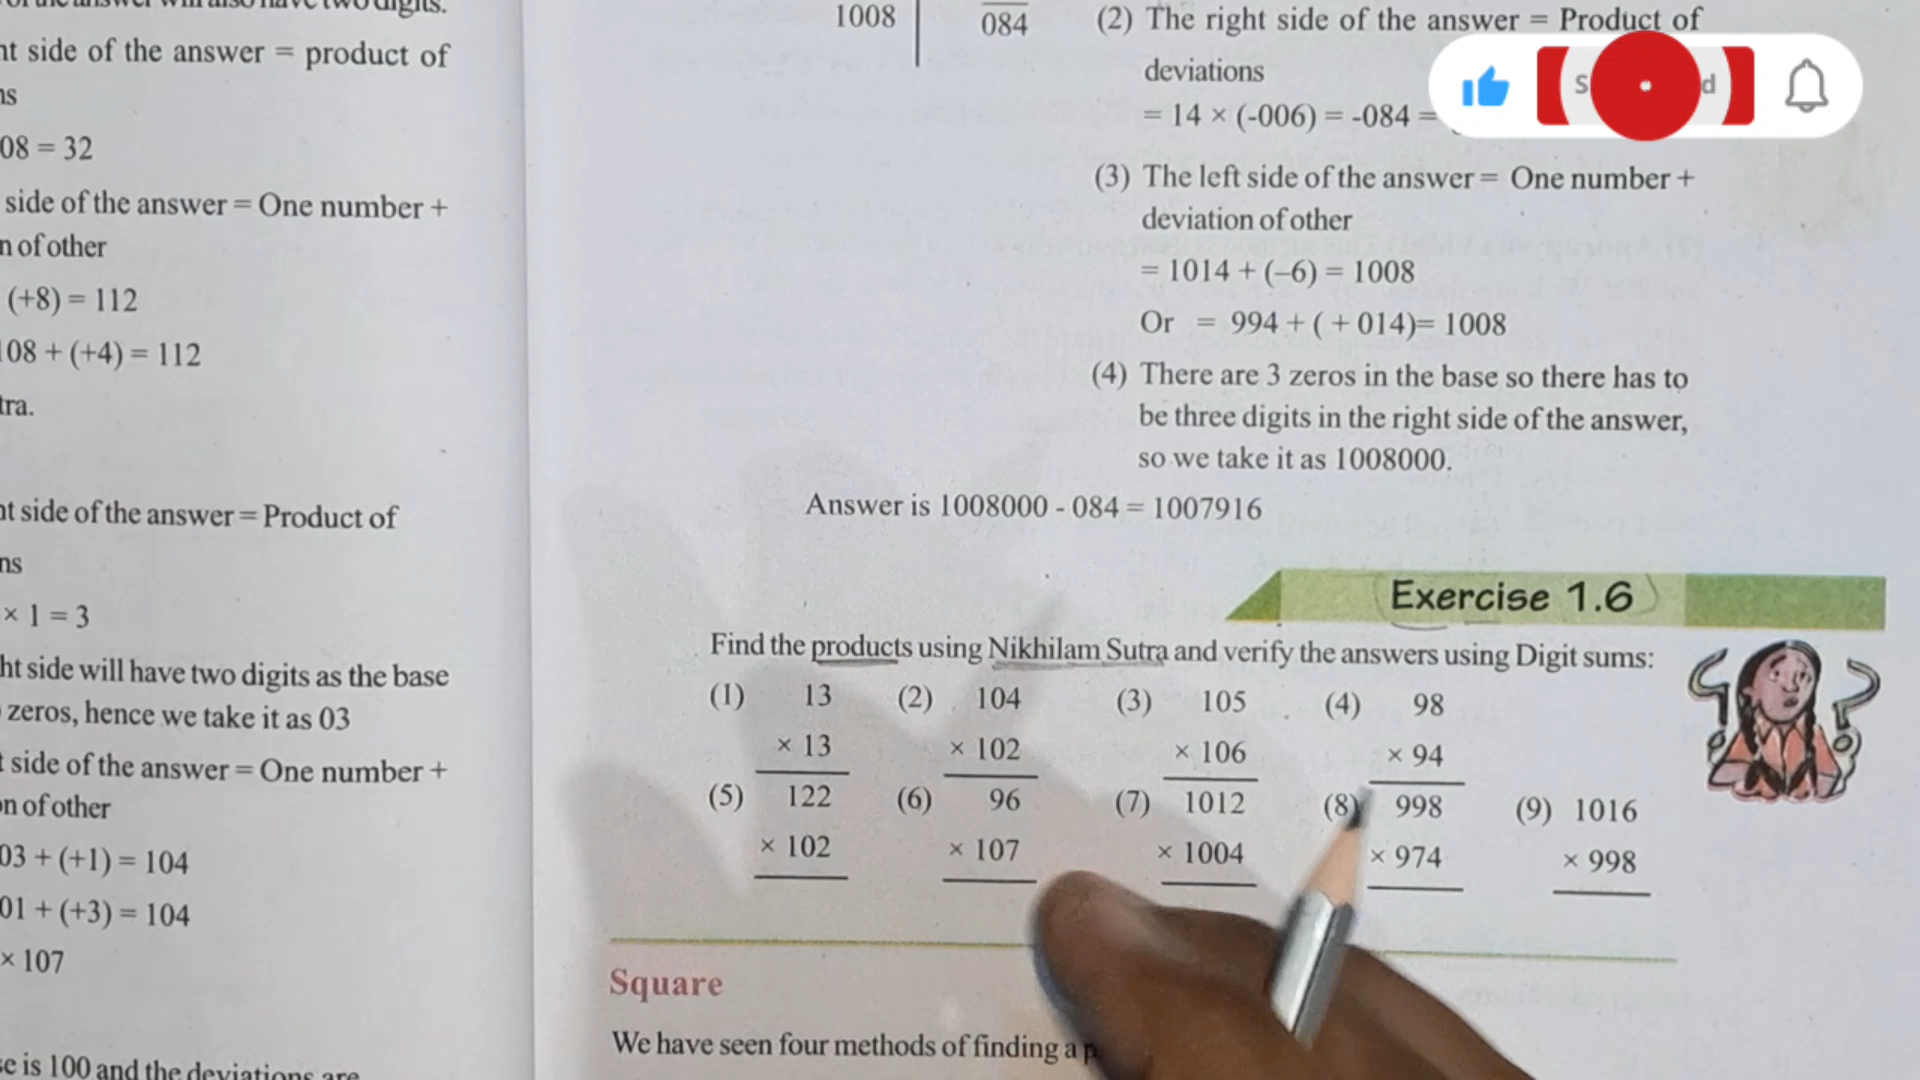 nt side of the answer = product of
08 = 32
side of the answer = One number +
n of other
(+8) = 112
08 + (+4) = 112
tra.
nt side of the answer = Product of
× 1 = 3
ht side will have two digits as the base
zeros, hence we take it as 03
t side of the answer = One number +
n of other
03 + (+1) = 104
01 + (+3) = 104
× 107
e is 100 and the deviations are
1008 084
(2) The right side of the answer = Product of
deviations
= 14 × (-006) = -084 =
(3) The left side of the answer = One number +
deviation of other
= 1014 + (–6) = 1008
Or = 994 + ( + 014)= 1008
(4) There are 3 zeros in the base so there has to
be three digits in the right side of the answer,
so we take it as 1008000.
Answer is 1008000 - 084 = 1007916
Exercise 1.6
Find the products using Nikhilam Sutra and verify the answers using Digit sums:
(1) 13 (2) 104 (3) 105 (4) 98
× 13 × 102 × 106 × 94
(5) 122 (6) 96 (7) 1012 (8) 998 (9) 1016
× 102 × 107 × 1004 × 974 × 998
Square
We have seen four methods of finding a p